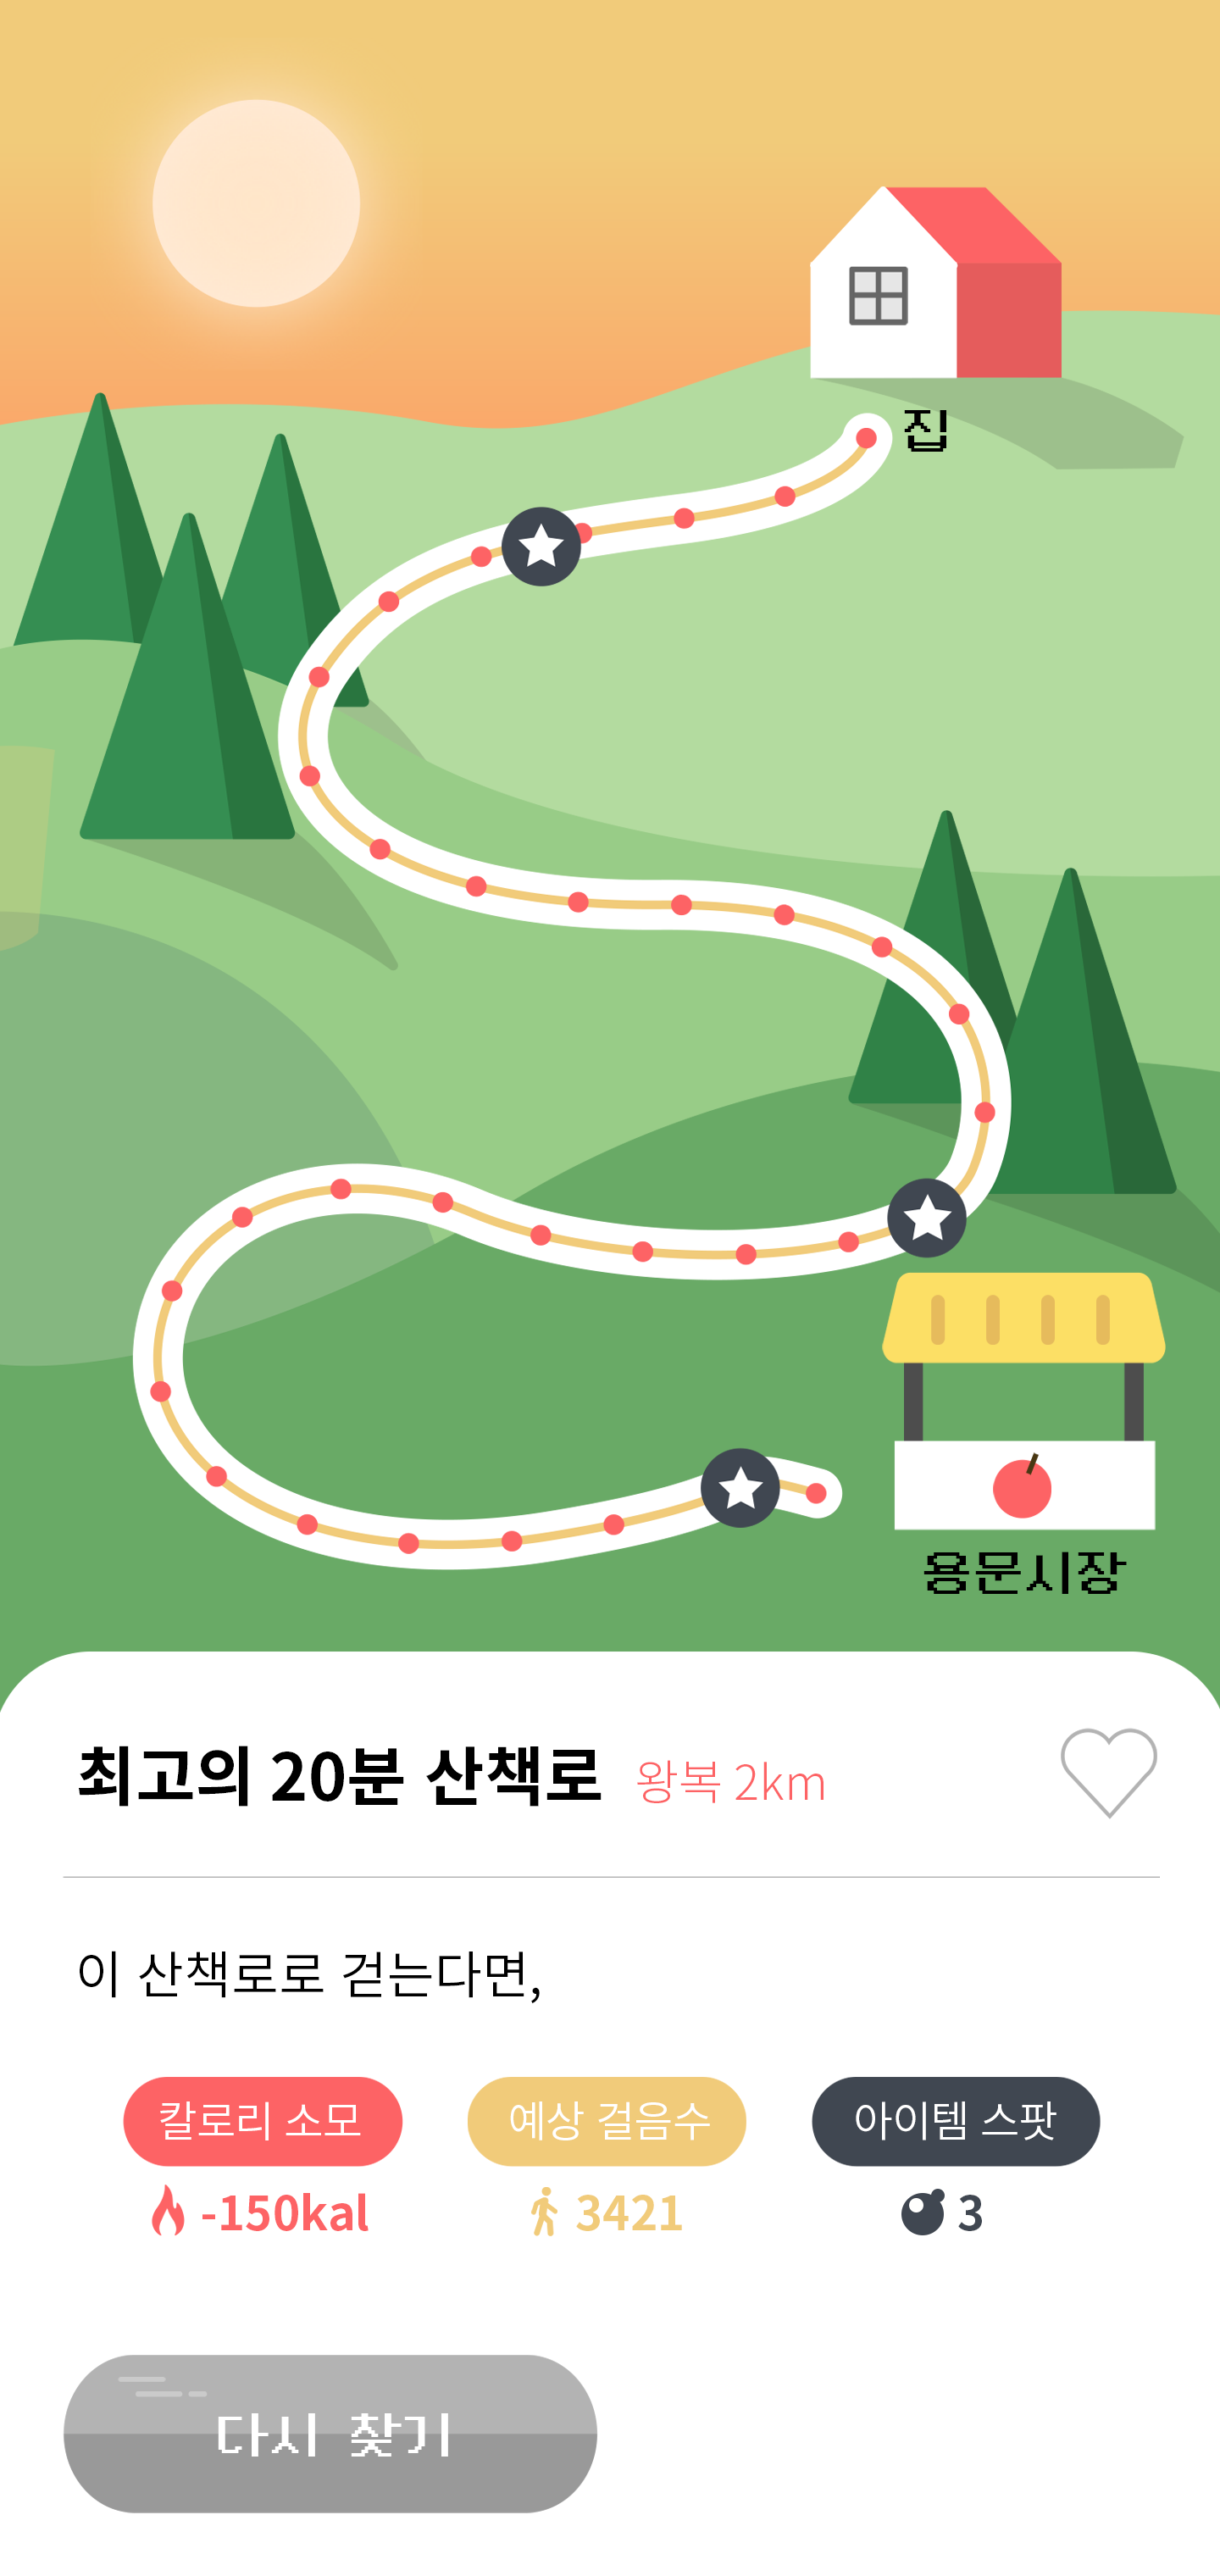 집
용문시장
최고의 20분 산책로 왕복 2km
이 산책로로 걷는다면,
칼로리 소모 예상 걸음수 아이템 스팟
-150kal 3421 3
다시 찾기